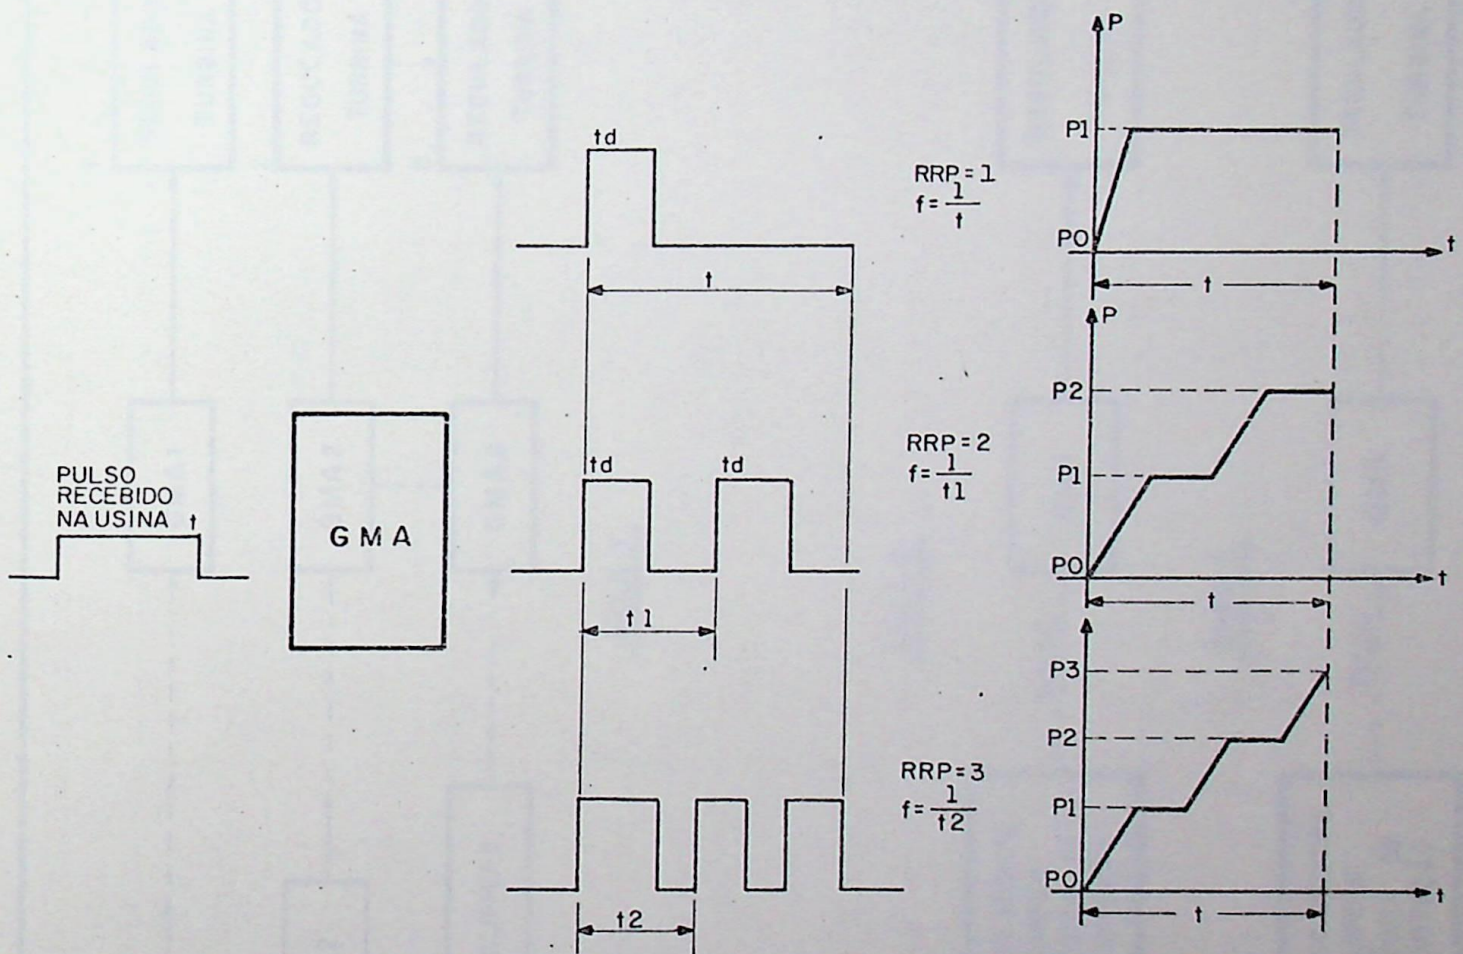 PULSO
RECEBIDO
NA USINA t
G M A
td
t
RRP = 1
f = 1/t
P
P1
P0
t
t
td td
t1
RRP = 2
f = 1/t1
P
P2
P1
P0
t
t
t2
RRP = 3
f = 1/t2
P3
P2
P1
P0
t
t